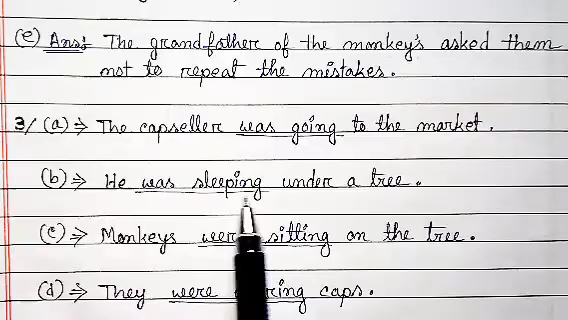 (e) Ans: The grandfather of the monkey's asked them
not to repeat the mistakes.
3/ (a) ⇒ The capseller was going to the market.
(b) ⇒ He was sleeping under a tree.
(c) ⇒ Monkeys were sitting on the tree.
(d) ⇒ They were caps.